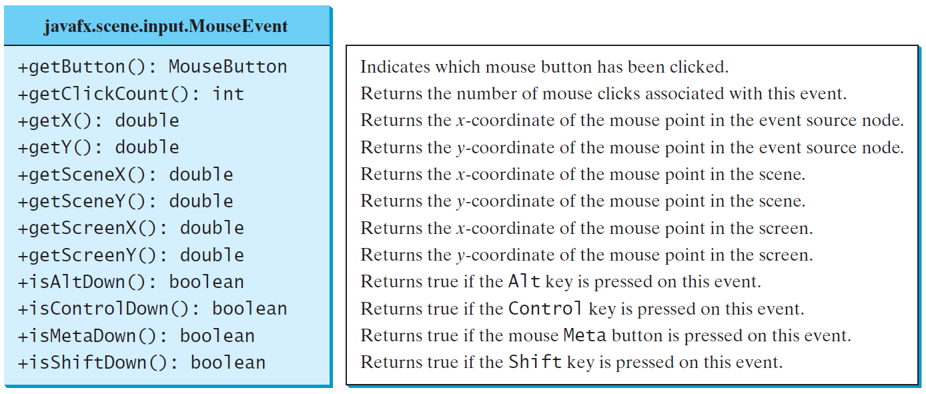 javafx.scene.input.MouseEvent
+getButton(): MouseButton
Indicates which mouse button has been clicked.
+getClickCount(): int
Returns the number of mouse clicks associated with this event.
+getX(): double
Returns the x-coordinate of the mouse point in the event source node.
+getY(): double
Returns the y-coordinate of the mouse point in the event source node.
+getSceneX(): double
Returns the x-coordinate of the mouse point in the scene.
+getSceneY(): double
Returns the y-coordinate of the mouse point in the scene.
+getScreenX(): double
Returns the x-coordinate of the mouse point in the screen.
+getScreenY(): double
Returns the y-coordinate of the mouse point in the screen.
+isAltDown(): boolean
Returns true if the Alt key is pressed on this event.
+isControlDown(): boolean
Returns true if the Control key is pressed on this event.
+isMetaDown(): boolean
Returns true if the mouse Meta button is pressed on this event.
+isShiftDown(): boolean
Returns true if the Shift key is pressed on this event.